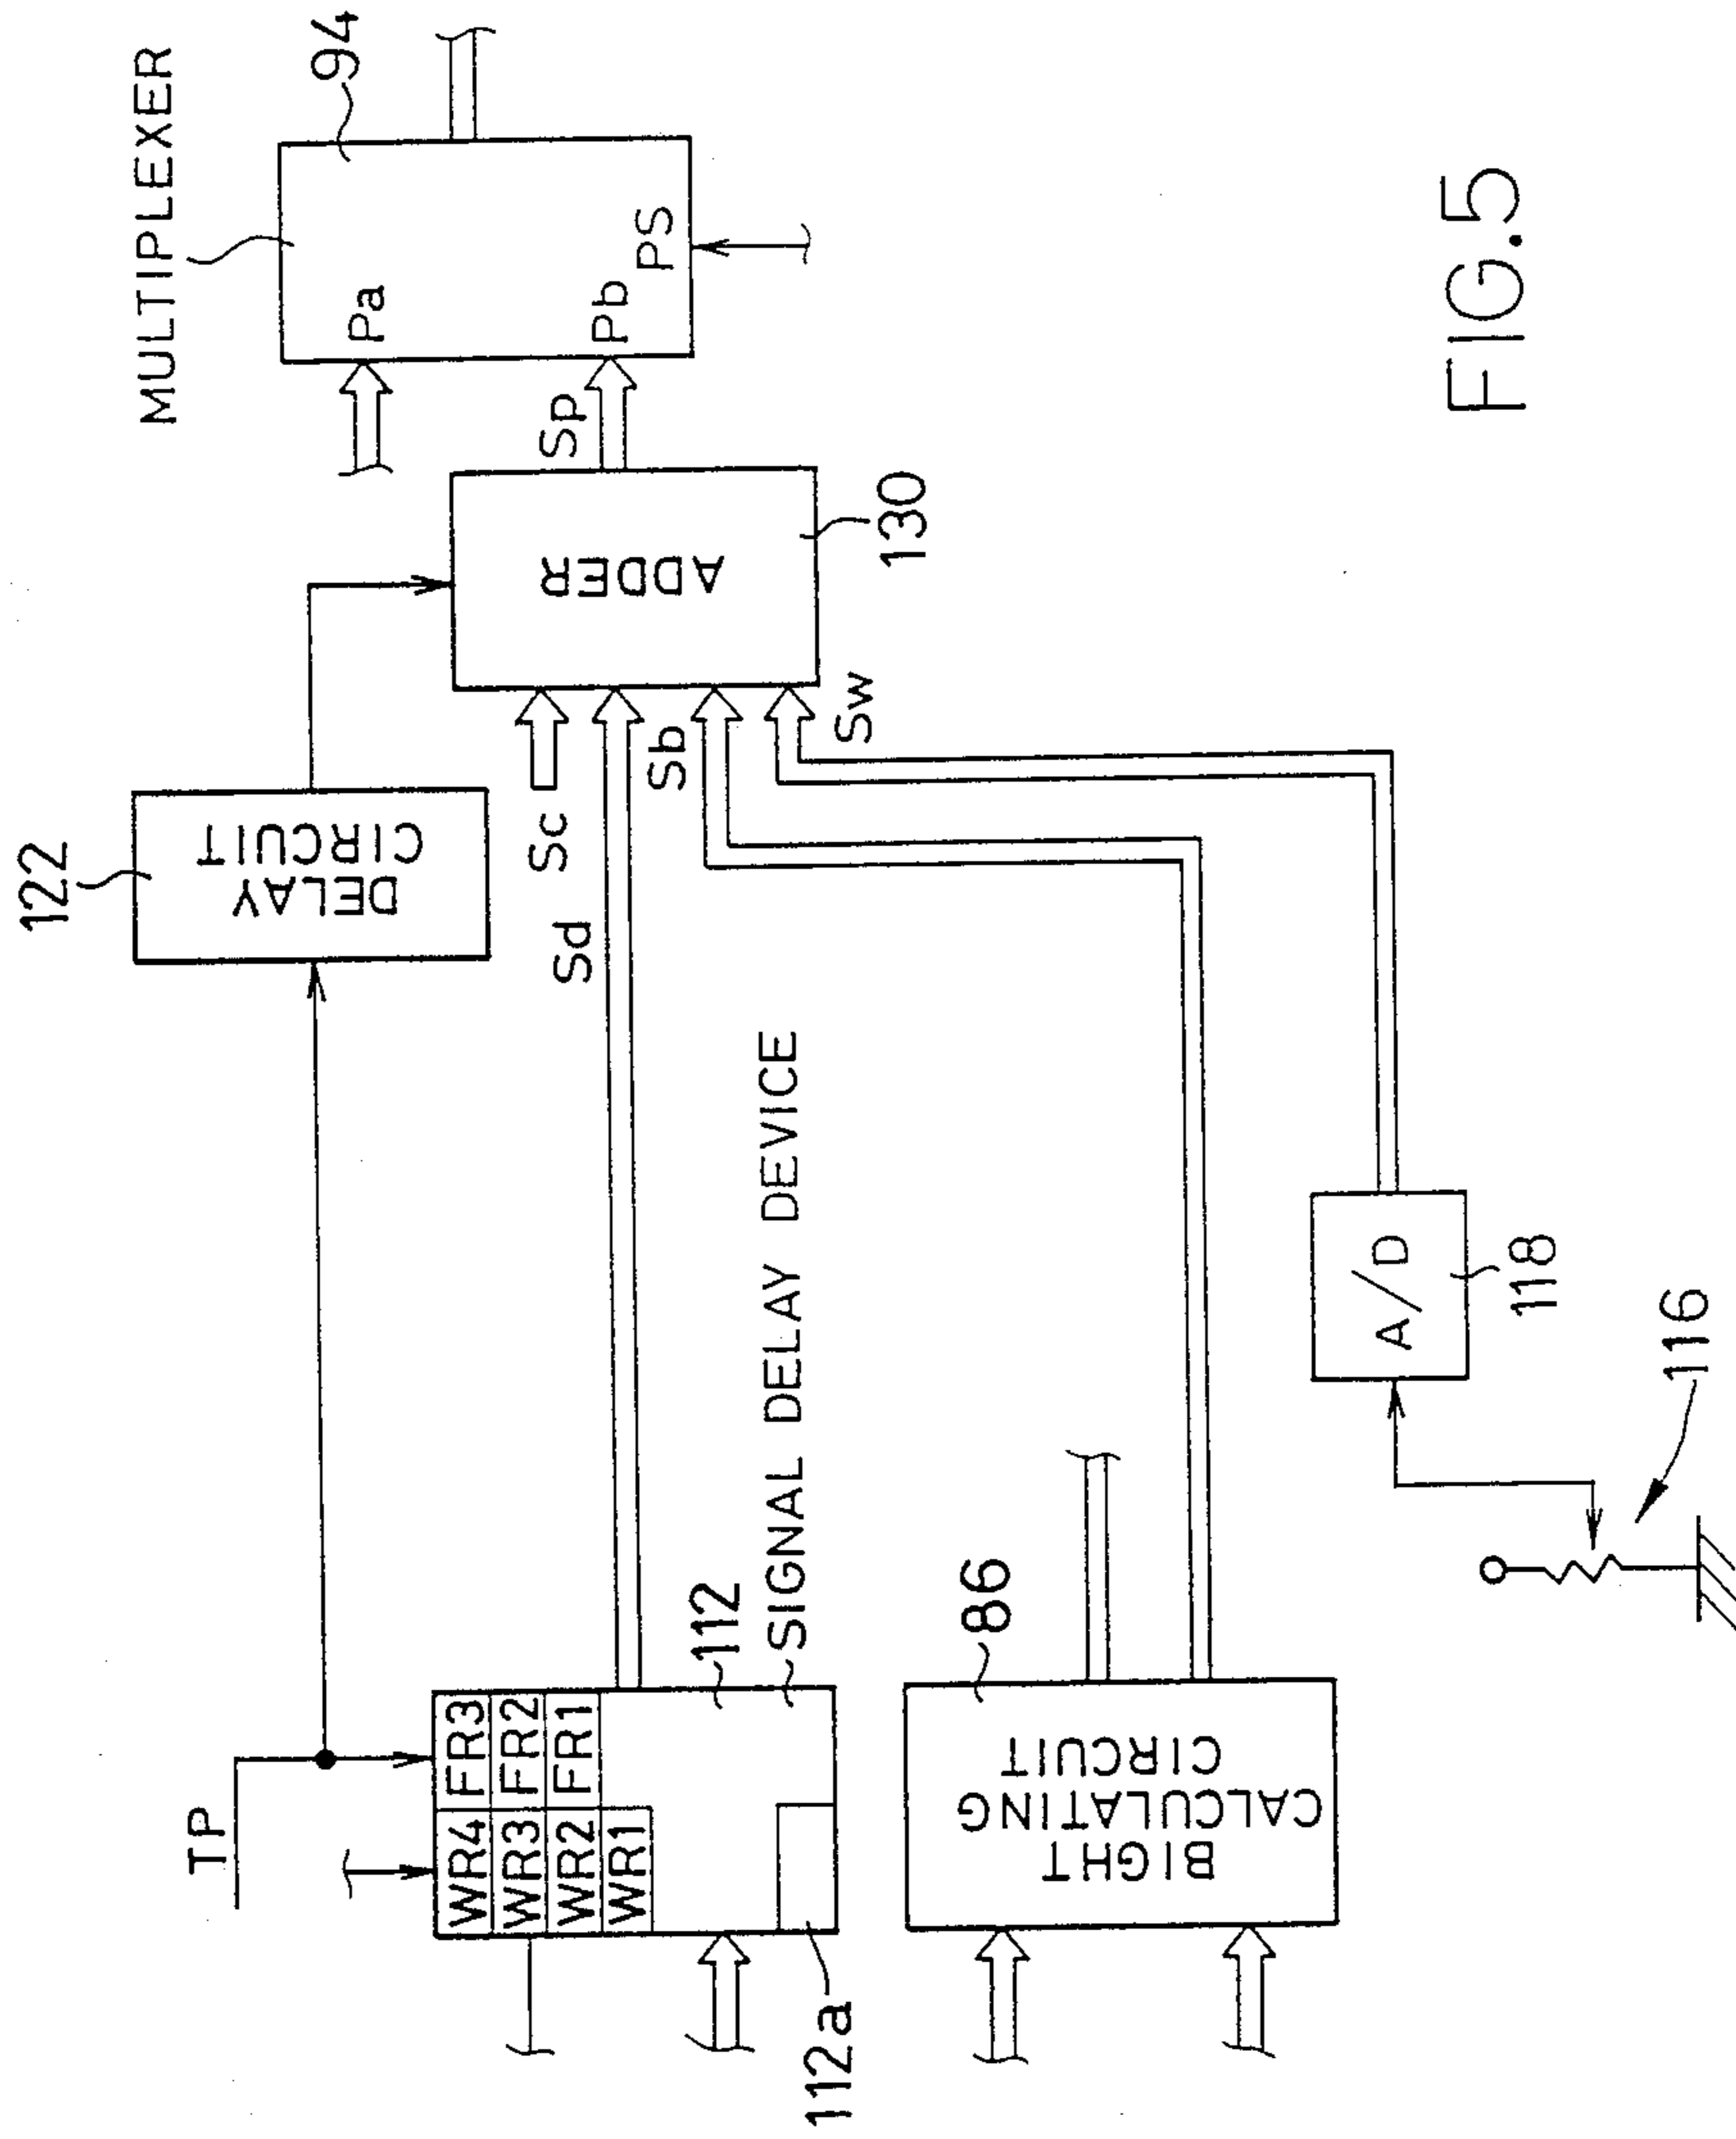 MULTIPLEXER
94
Pa
Pb
PS
122
DELAY
CIRCUIT
Sp
ADDER
130
Sc
Sd
Sb
Sw
TP
WR4
FR3
WR3
FR2
WR2
FR1
WR1
112
SIGNAL DELAY DEVICE
112a
86
BIGHT
CALCULATING
CIRCUIT
A/D
118
116
FIG.5